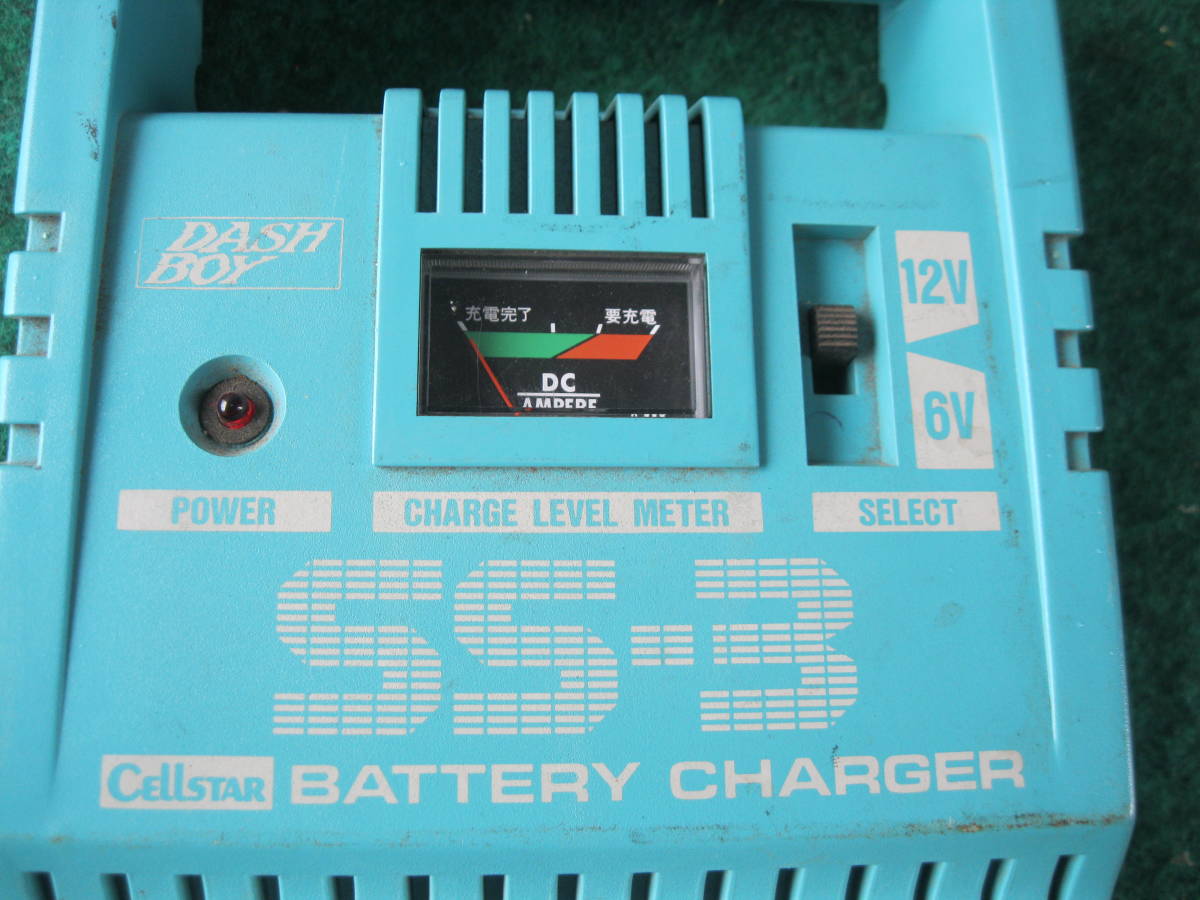 DASH
BOY
充電完了 要充電
DC
AMPERE
12V
6V
POWER
CHARGE LEVEL METER
SELECT
SS-3
CELLSTAR BATTERY CHARGER